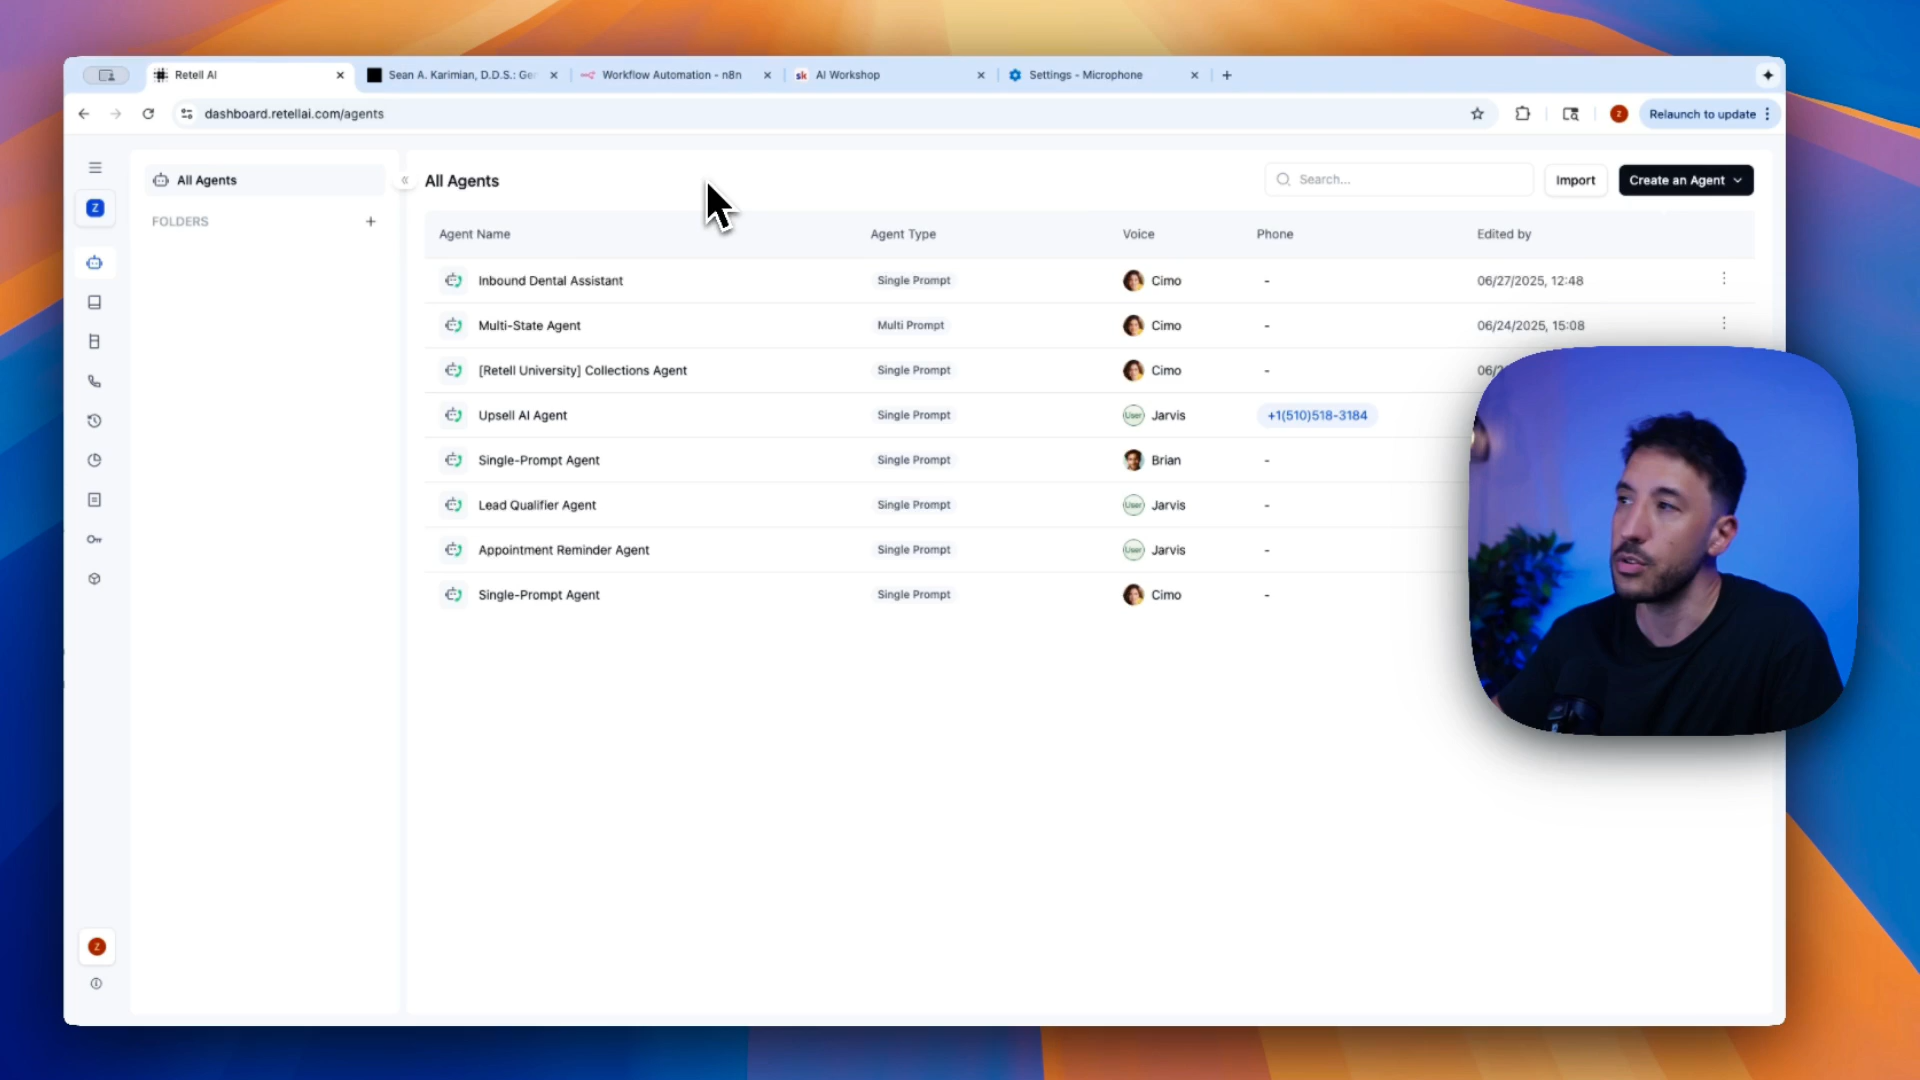 Retell AI
Sean A. Karimian, D.D.S.: Ge
Workflow Automation - n8n
sk AI Workshop
Settings - Microphone
dashboard.retellai.com/agents
Z
Relaunch to update
Z
All Agents
FOLDERS
All Agents
Search...
Import
Create an Agent
Agent Name Agent Type Voice Phone Edited by
Inbound Dental Assistant Single Prompt Cimo - 06/27/2025, 12:48
Multi-State Agent Multi Prompt Cimo - 06/24/2025, 15:08
[Retell University] Collections Agent Single Prompt Cimo - 06/
Upsell AI Agent Single Prompt User Jarvis +1(510)518-3184
Single-Prompt Agent Single Prompt Brian -
Lead Qualifier Agent Single Prompt User Jarvis -
Appointment Reminder Agent Single Prompt User Jarvis -
Single-Prompt Agent Single Prompt Cimo -
Z